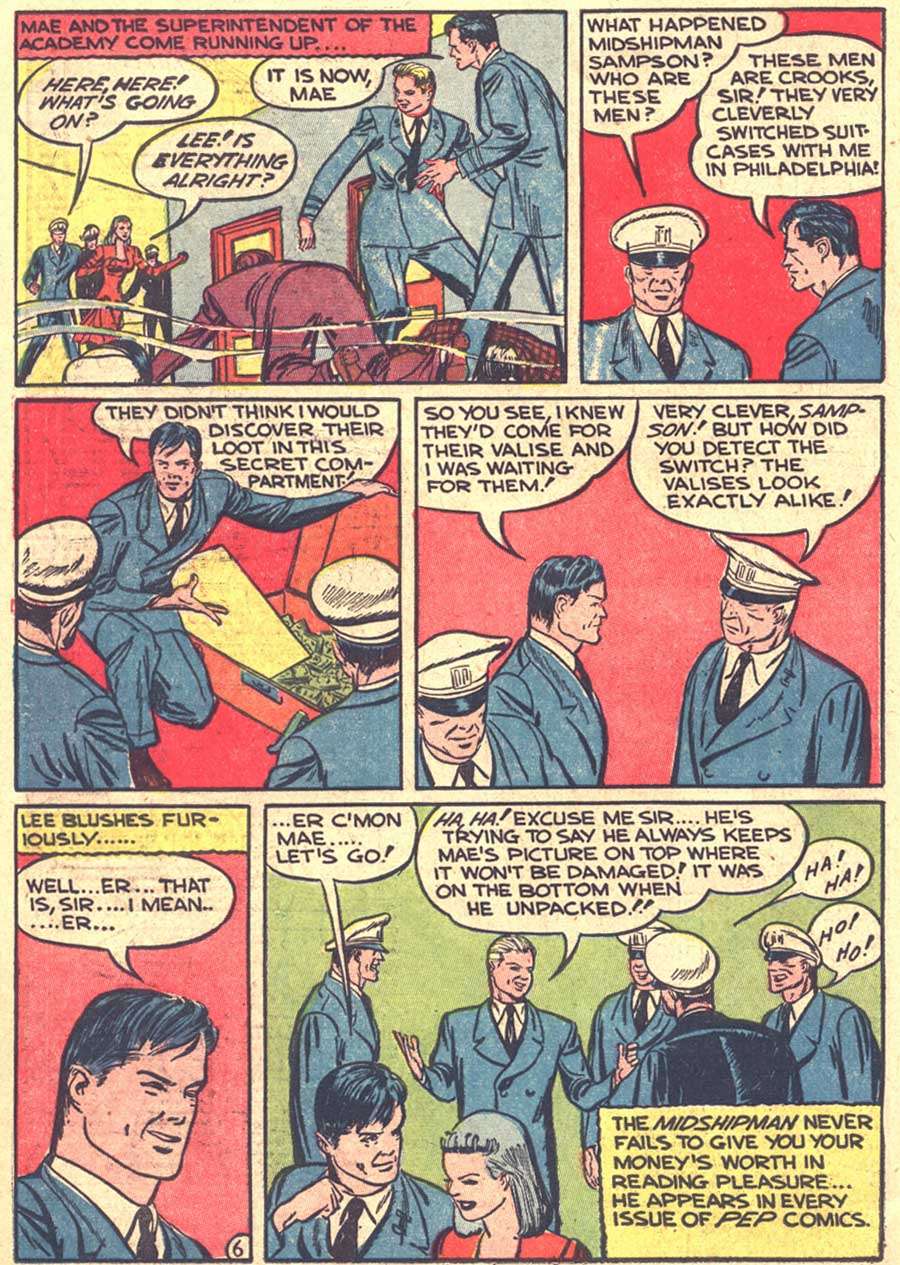 MAE AND THE SUPERINTENDENT OF THE
ACADEMY COME RUNNING UP....
HERE, HERE!
WHAT'S GOING
ON?
LEE! IS
EVERYTHING
ALRIGHT?
IT IS NOW,
MAE
WHAT HAPPENED
MIDSHIPMAN
SAMPSON?
WHO ARE
THESE
MEN?
THESE MEN
ARE CROOKS,
SIR! THEY VERY
CLEVERLY
SWITCHED SUIT-
CASES WITH ME
IN PHILADELPHIA!
THEY DIDN'T THINK I WOULD
DISCOVER THEIR
LOOT IN THIS
SECRET COM-
PARTMENT!
SO YOU SEE, I KNEW
THEY'D COME FOR
THEIR VALISE AND
I WAS WAITING
FOR THEM!
VERY CLEVER, SAMP-
SON! BUT HOW DID
YOU DETECT THE
SWITCH? THE
VALISES LOOK
EXACTLY ALIKE!
LEE BLUSHES FUR-
IOUSLY......
WELL...ER...THAT
IS, SIR....I MEAN..
....ER...
6
...ER C'MON
MAE.....
LET'S GO!
HA, HA! EXCUSE ME SIR.... HE'S
TRYING TO SAY HE ALWAYS KEEPS
MAE'S PICTURE ON TOP WHERE
IT WON'T BE DAMAGED! IT WAS
ON THE BOTTOM WHEN
HE UNPACKED!!
HA!
HA!
HO!
HO!
THE MIDSHIPMAN NEVER
FAILS TO GIVE YOU YOUR
MONEY'S WORTH IN
READING PLEASURE...
HE APPEARS IN EVERY
ISSUE OF PEP COMICS.